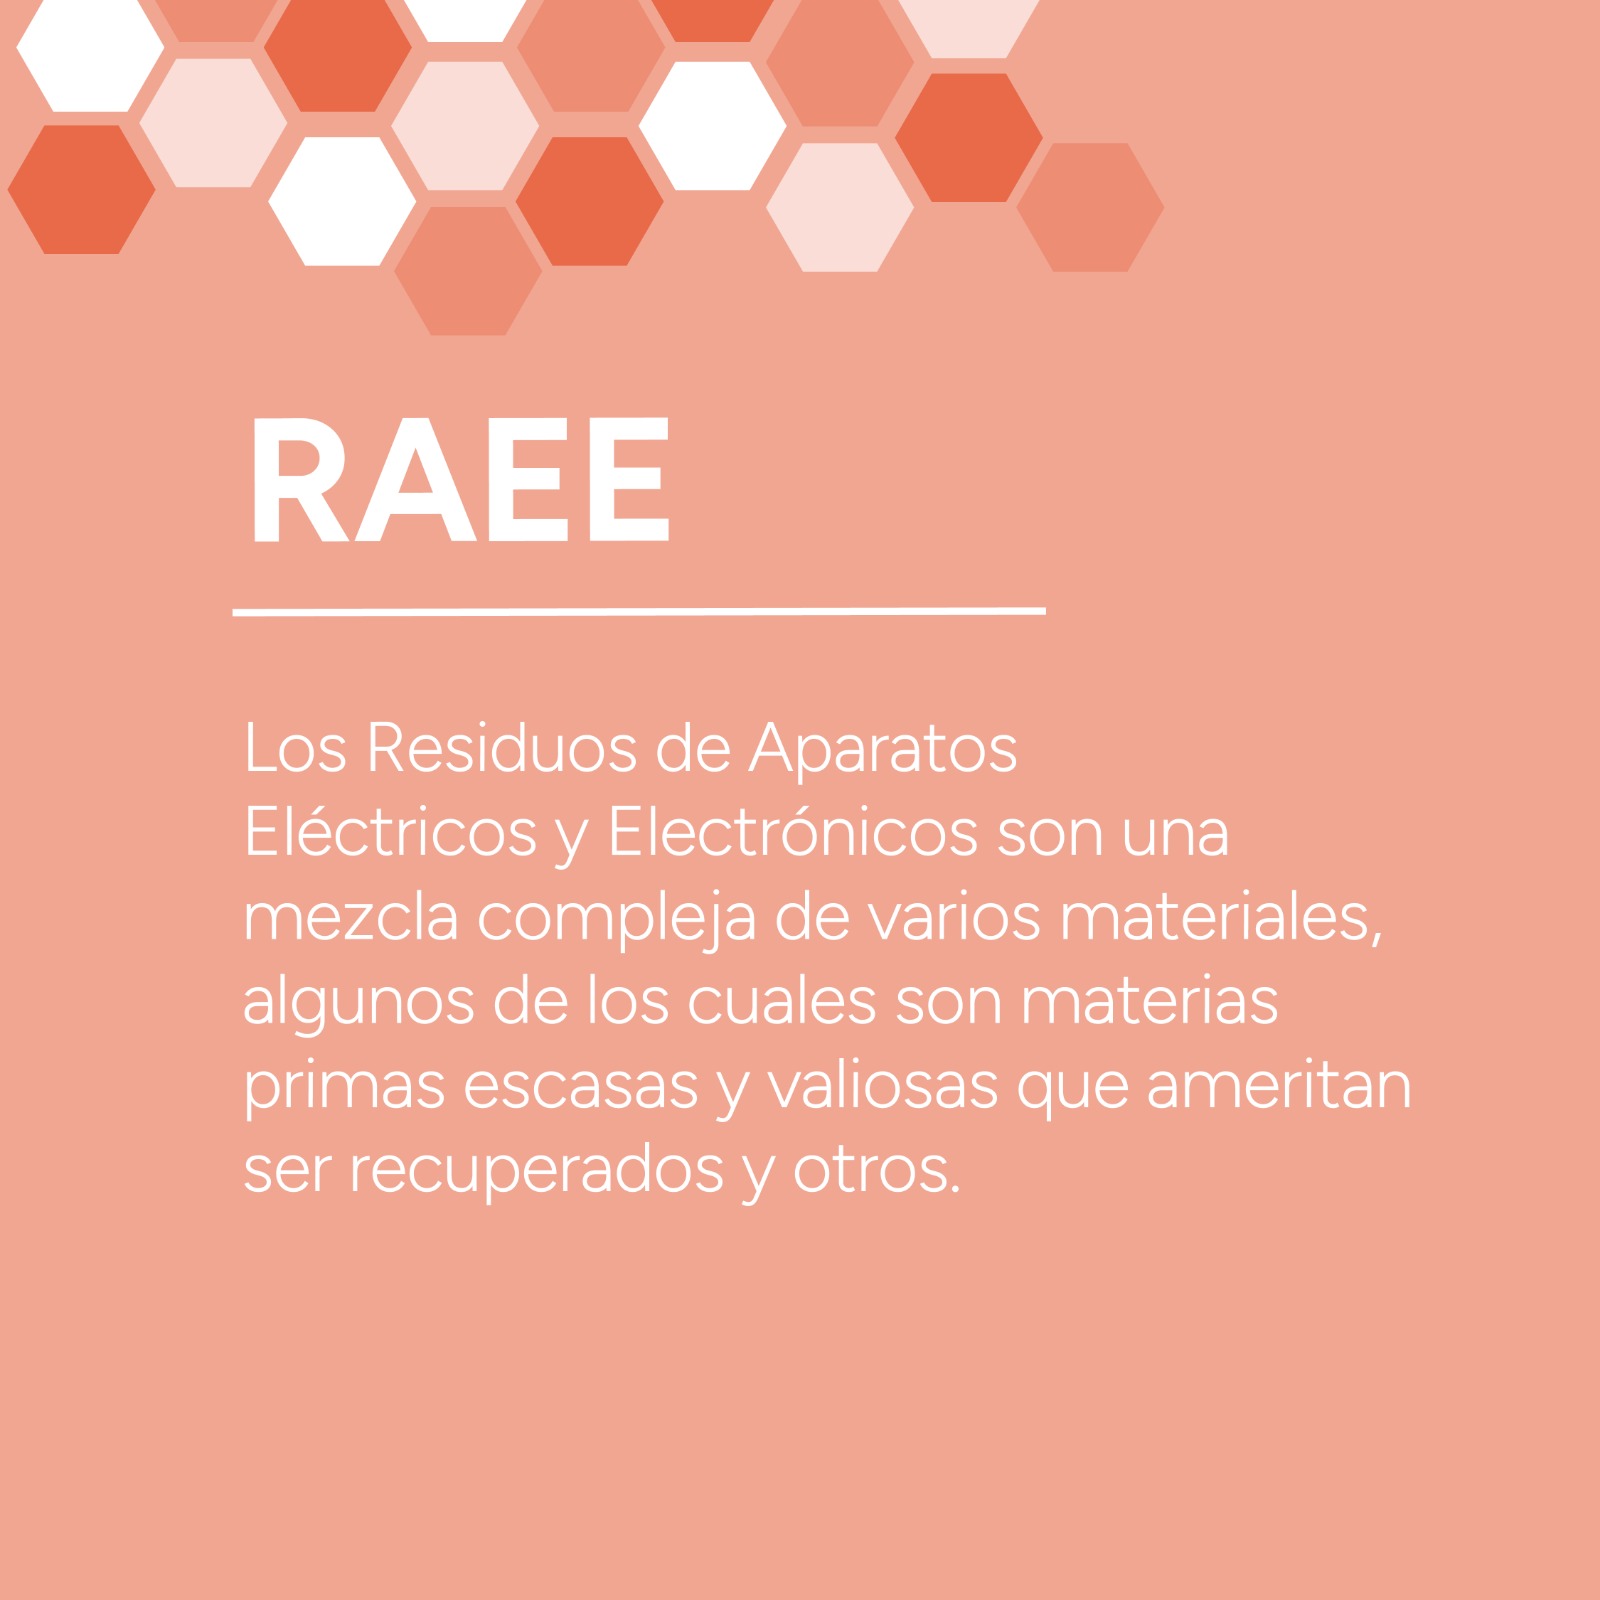 RAEE
Los Residuos de Aparatos
Eléctricos y Electrónicos son una
mezcla compleja de varios materiales,
algunos de los cuales son materias
primas escasas y valiosas que ameritan
ser recuperados y otros.